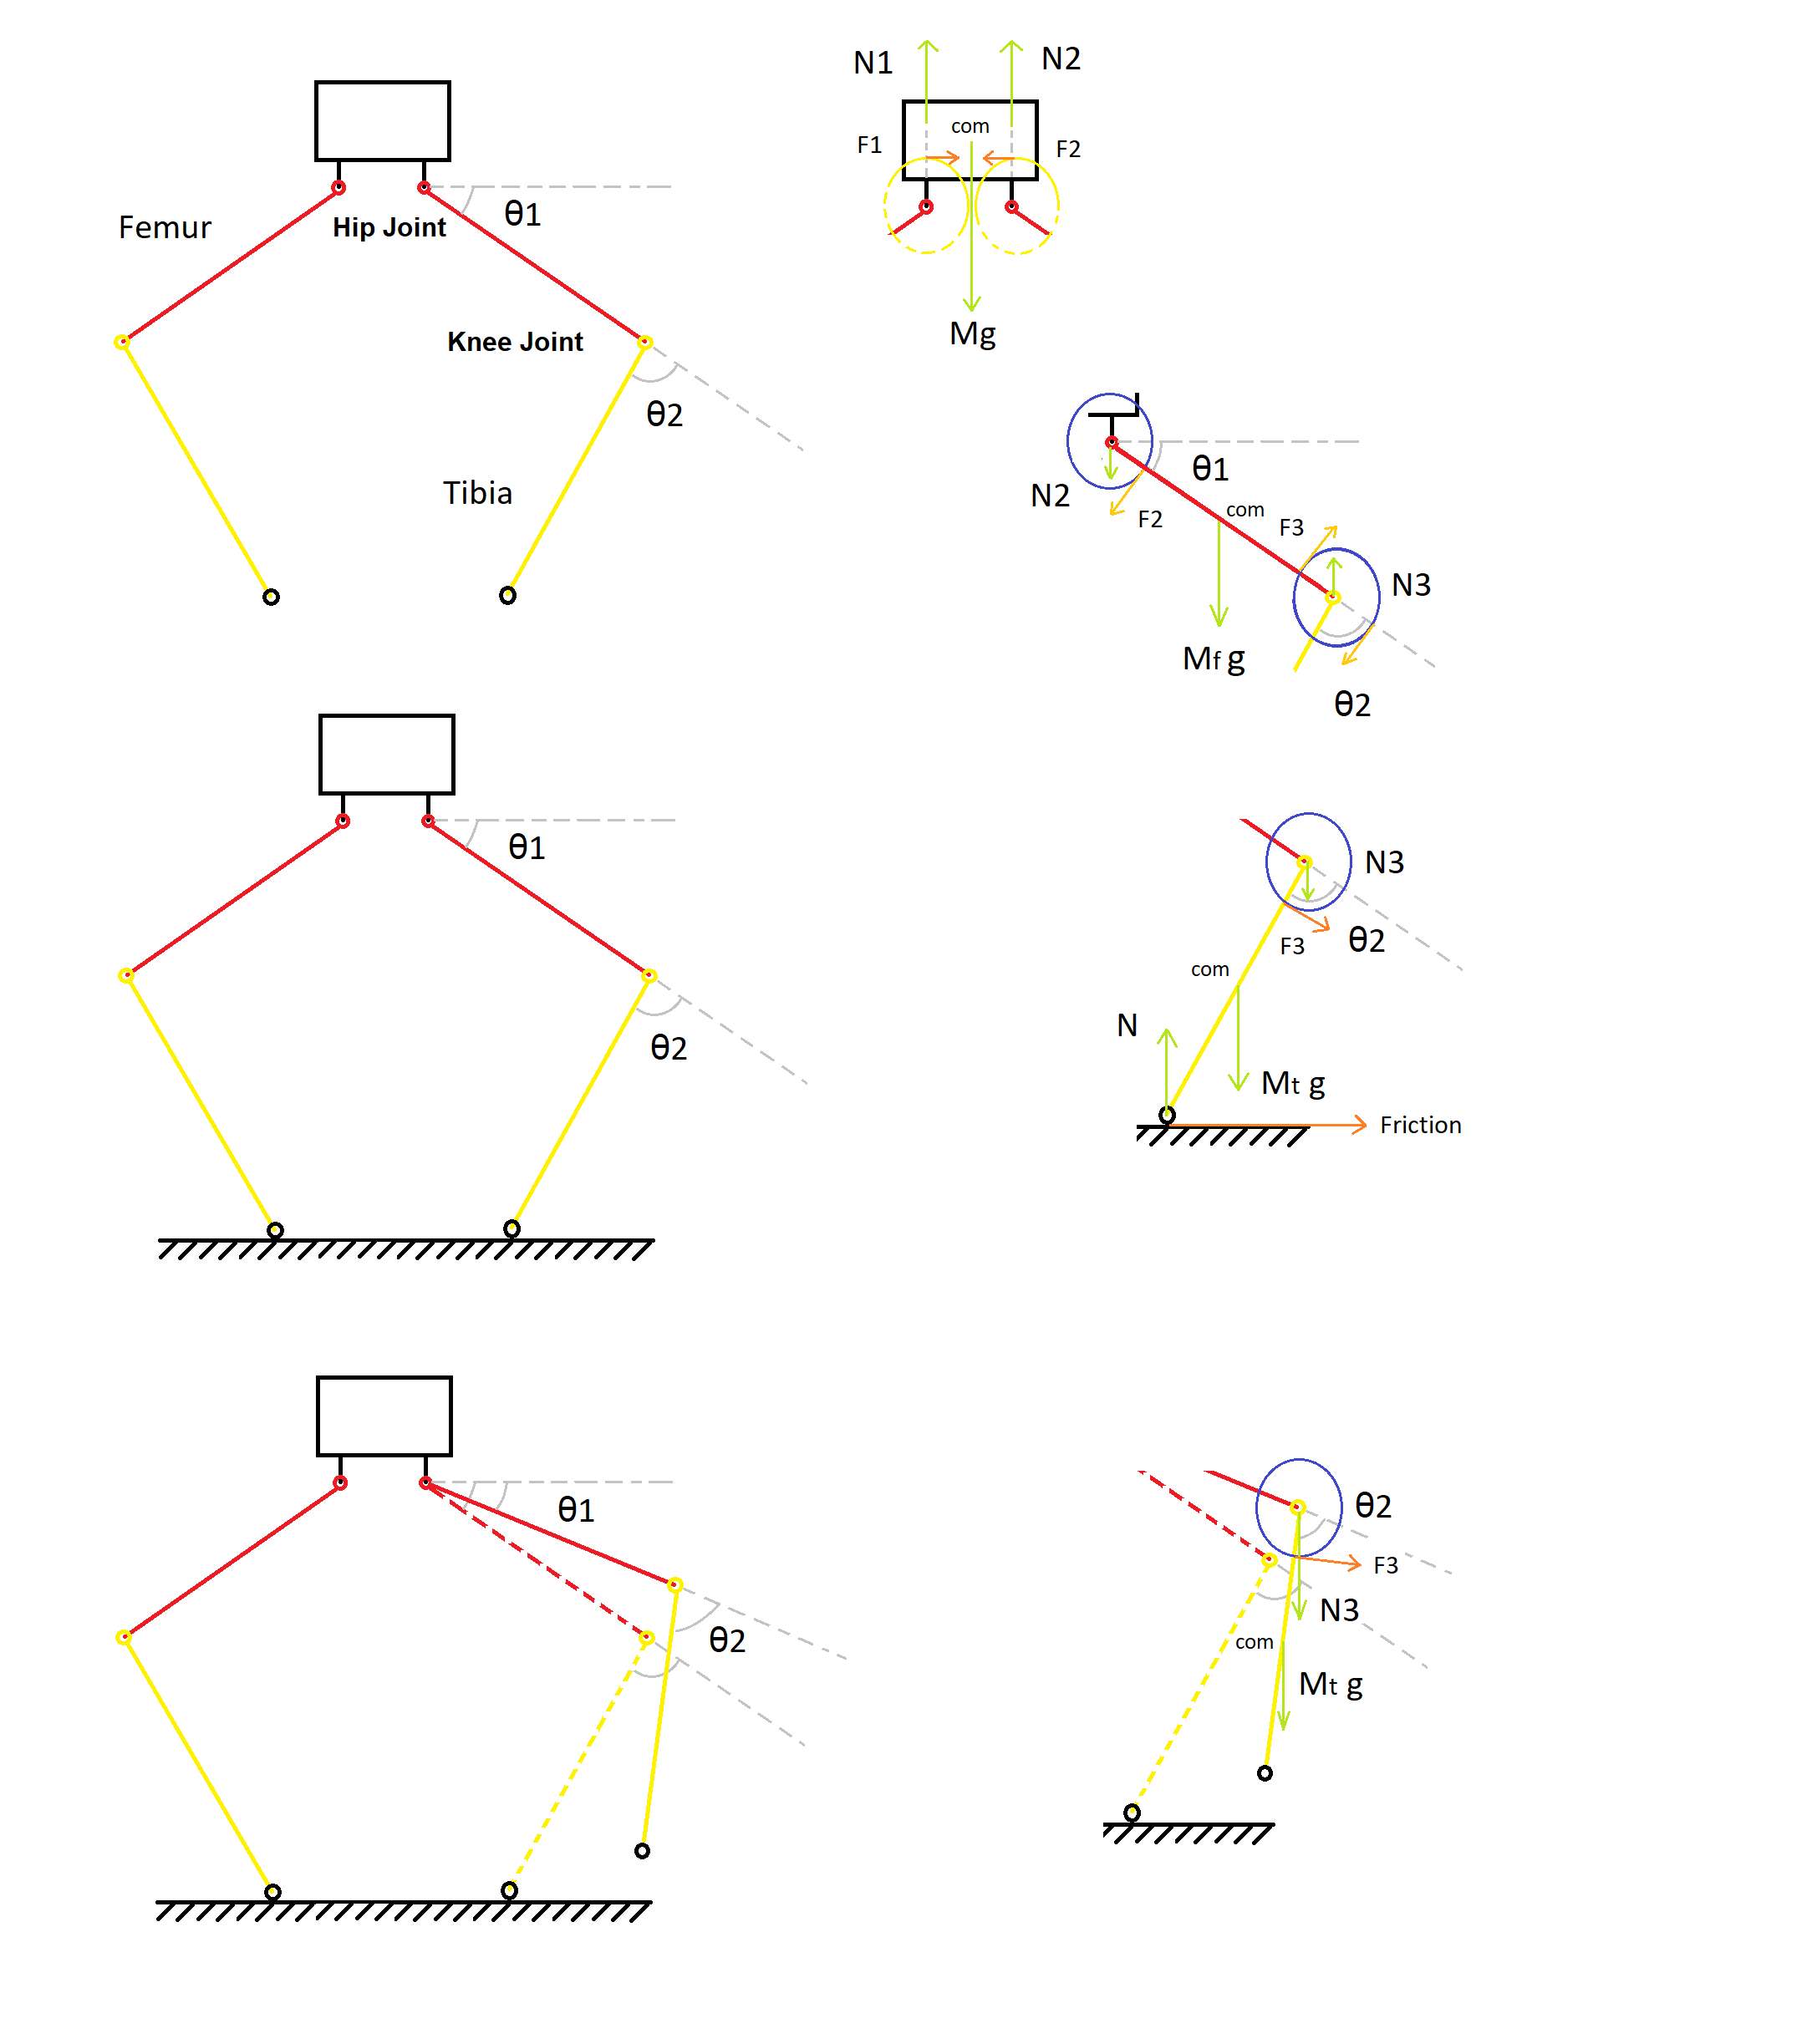 N1
N2
com
F1
F2
Mg
Femur
Hip Joint
θ1
Knee Joint
θ2
Tibia
θ1
N2
F2
com
F3
N3
Mf g
θ2
θ1
θ2
N3
θ2
F3
com
N
Mt g
Friction
θ1
θ2
θ2
F3
N3
com
Mt g